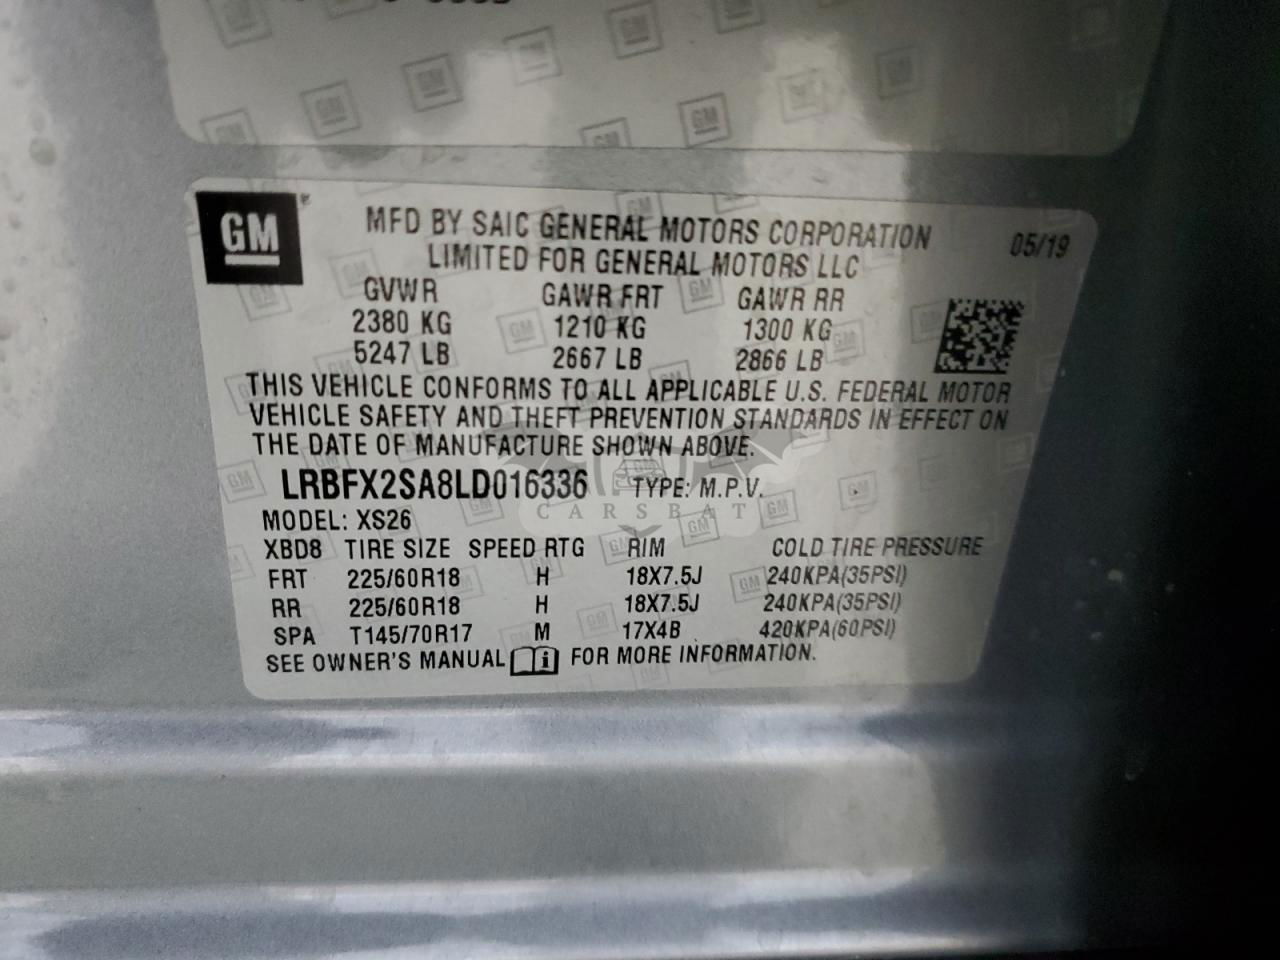 GM
MFD BY SAIC GENERAL MOTORS CORPORATION
LIMITED FOR GENERAL MOTORS LLC
05/19
GVWR GAWR FRT GAWR RR
2380 KG 1210 KG 1300 KG
5247 LB 2667 LB 2866 LB
THIS VEHICLE CONFORMS TO ALL APPLICABLE U.S. FEDERAL MOTOR
VEHICLE SAFETY AND THEFT PREVENTION STANDARDS IN EFFECT ON
THE DATE OF MANUFACTURE SHOWN ABOVE.
LRBFX2SA8LD016336 TYPE: M.P.V.
CARSBAT
MODEL: XS26
XBD8 TIRE SIZE SPEED RTG RIM COLD TIRE PRESSURE
FRT 225/60R18 H 18X7.5J 240KPA(35PSI)
RR 225/60R18 H 18X7.5J 240KPA(35PSI)
SPA T145/70R17 M 17X4B 420KPA(60PSI)
SEE OWNER'S MANUAL i FOR MORE INFORMATION.